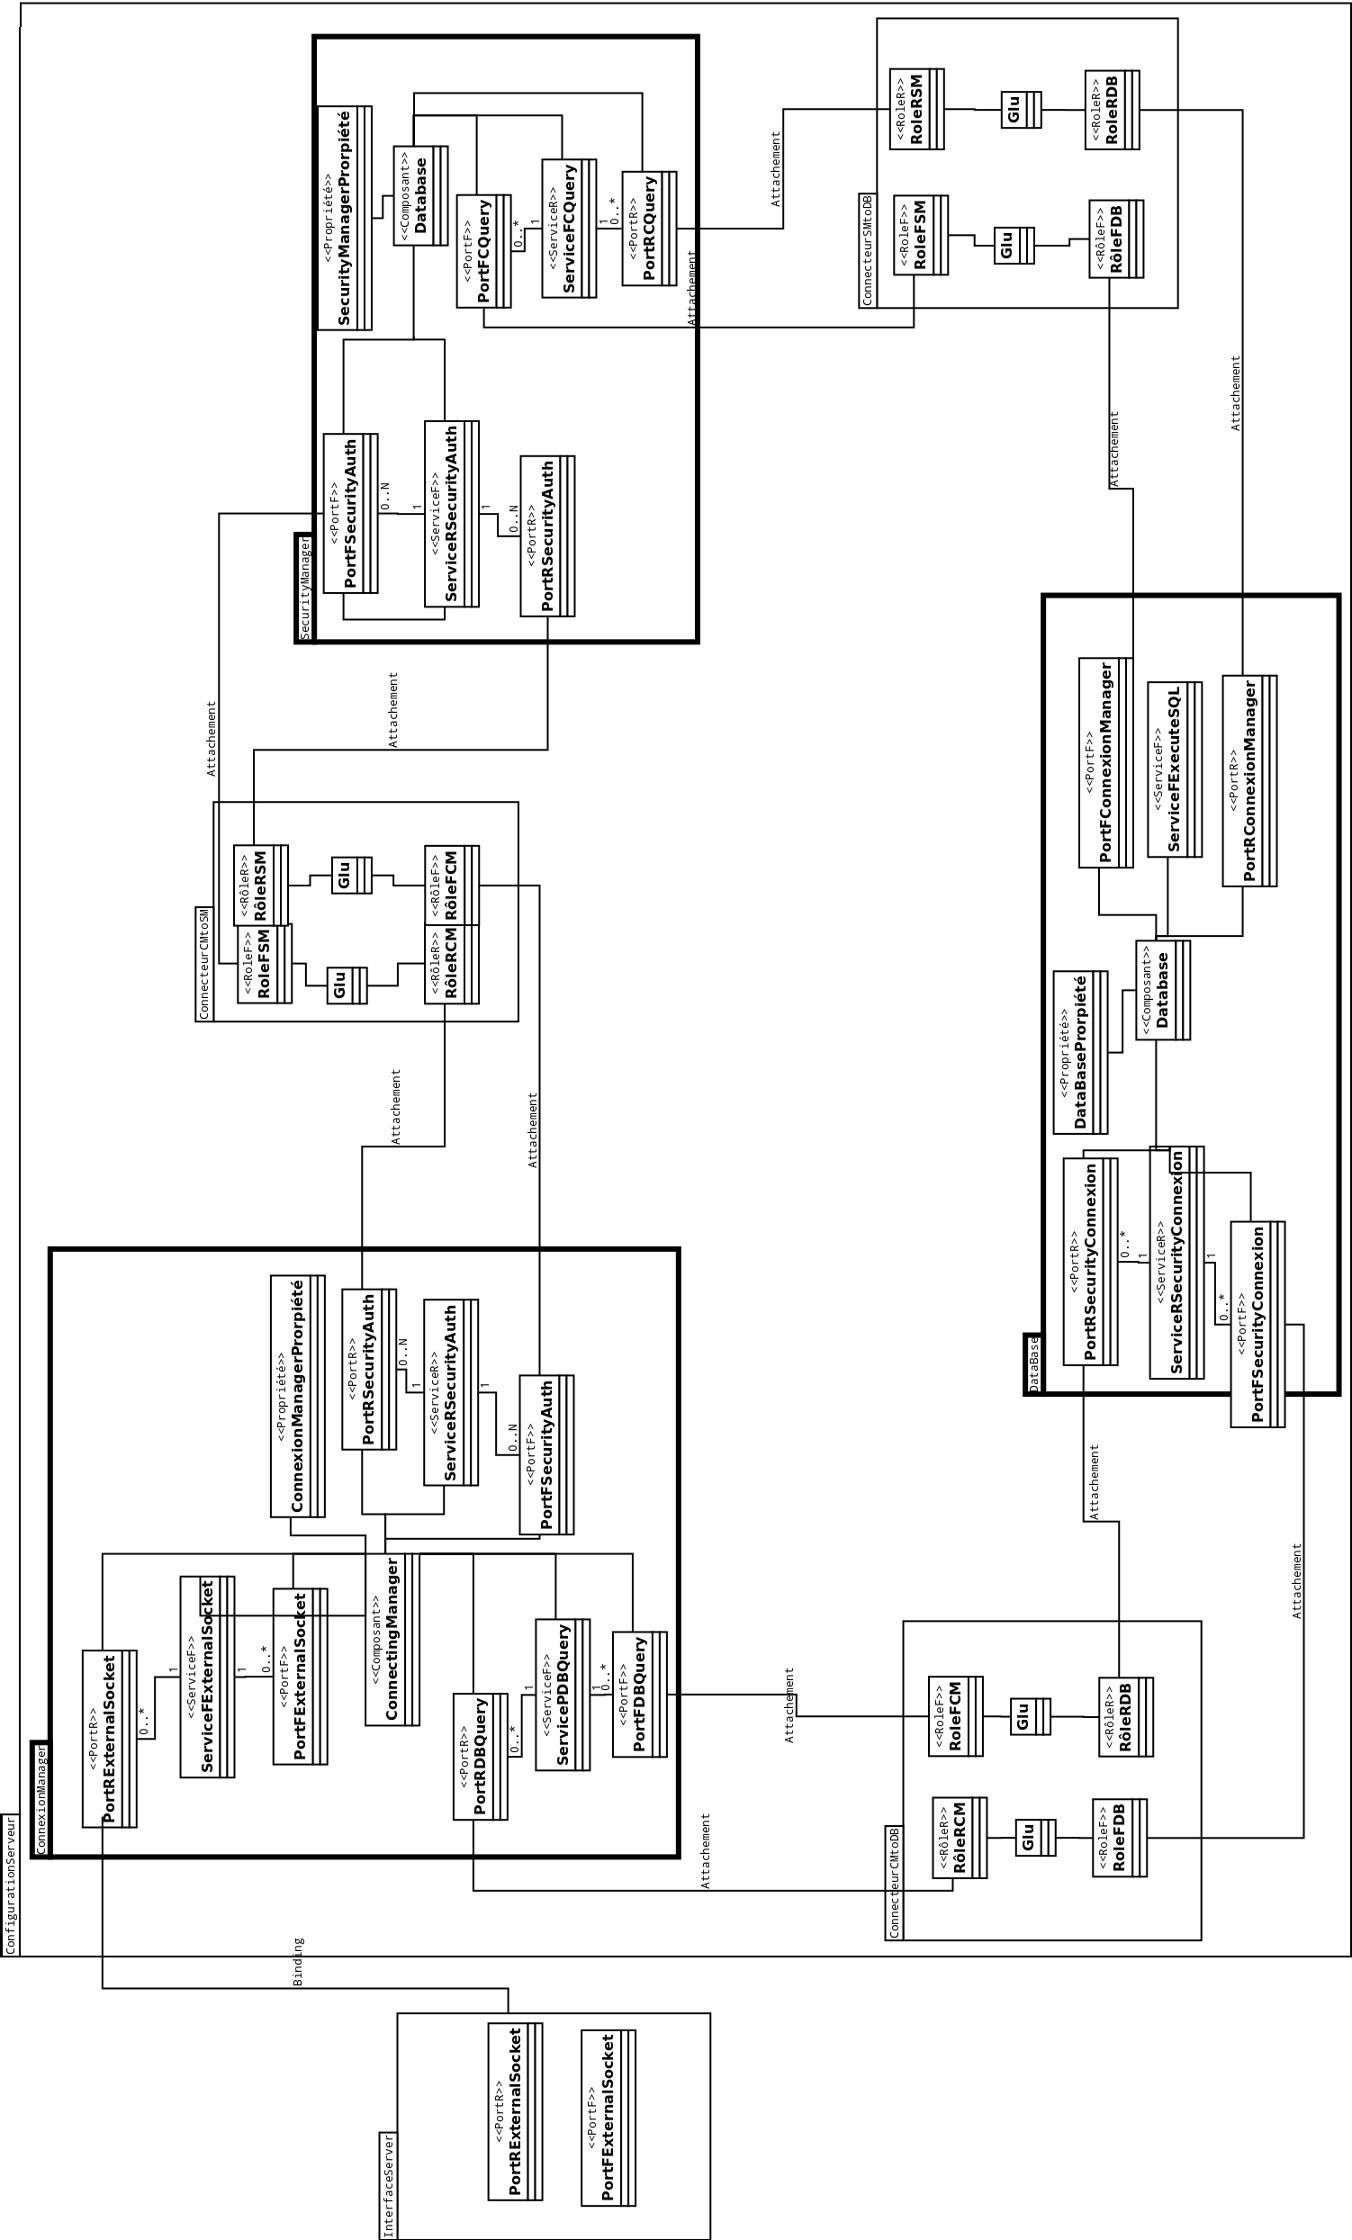 ConfigurationServeur
InterfaceServer
<<PortR>>
PortRExternalSocket
<<PortF>>
PortFExternalSocket
Binding
ConnexionManager
<<PortR>>
PortRExternalSocket
0..*
1
<<ServiceF>>
ServiceFExternalSocket
1
0..*
<<PortF>>
PortFExternalSocket
<<Propriété>>
ConnexionManagerProrpiété
<<Composant>>
ConnectingManager
<<PortR>>
PortRSecurityAuth
0..N
1
<<ServiceR>>
ServiceRSecurityAuth
1
0..N
<<PortF>>
PortFSecurityAuth
<<PortR>>
PortRDBQuery
0..*
1
<<ServiceF>>
ServicePDBQuery
1
0..*
<<PortF>>
PortFDBQuery
Attachement
Attachement
Attachement
Attachement
ConnecteurCMtoSM
<<RoleF>>
RoleFSM
<<RôleR>>
RôleRSM
Glu
Glu
<<RôleR>>
RôleRCM
<<RôleF>>
RôleFCM
Attachement
Attachement
SecurityManager
<<PortF>>
PortFSecurityAuth
0..N
1
<<ServiceF>>
ServiceRSecurityAuth
1
0..N
<<PortR>>
PortRSecurityAuth
<<Propriété>>
SecurityManagerProrpiété
<<Composant>>
Database
<<PortF>>
PortFCQuery
0..*
1
<<ServiceR>>
ServiceFCQuery
1
0..*
<<PortR>>
PortRCQuery
Attachement
Attachement
ConnecteurSMtoDB
<<RoleF>>
RoleFSM
Glu
<<RôleF>>
RôleFDB
<<RoleR>>
RoleRSM
Glu
<<RoleR>>
RoleRDB
Attachement
Attachement
ConnecteurCMtoDB
<<RôleR>>
RôleRCM
Glu
<<RoleF>>
RoleFDB
<<RoleF>>
RoleFCM
Glu
<<RôleR>>
RôleRDB
Attachement
Attachement
DataBase
<<PortR>>
PortRSecurityConnexion
0..*
1
<<ServiceR>>
ServiceRSecurityConnexion
1
0..*
<<PortF>>
PortFSecurityConnexion
<<Propriété>>
DataBaseProrpiété
<<Composant>>
Database
<<PortF>>
PortFConnexionManager
<<ServiceF>>
ServiceFExecuteSQL
<<PortR>>
PortRConnexionManager